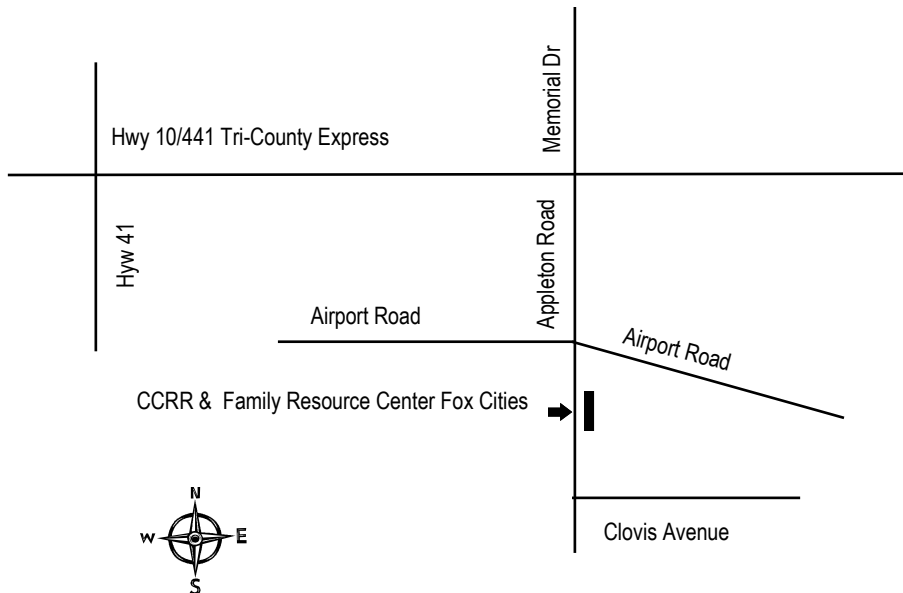 Memorial Dr
Hwy 10/441 Tri-County Express
Hyw 41
Appleton Road
Airport Road
Airport Road
CCRR & Family Resource Center Fox Cities
N
W
E
S
Clovis Avenue